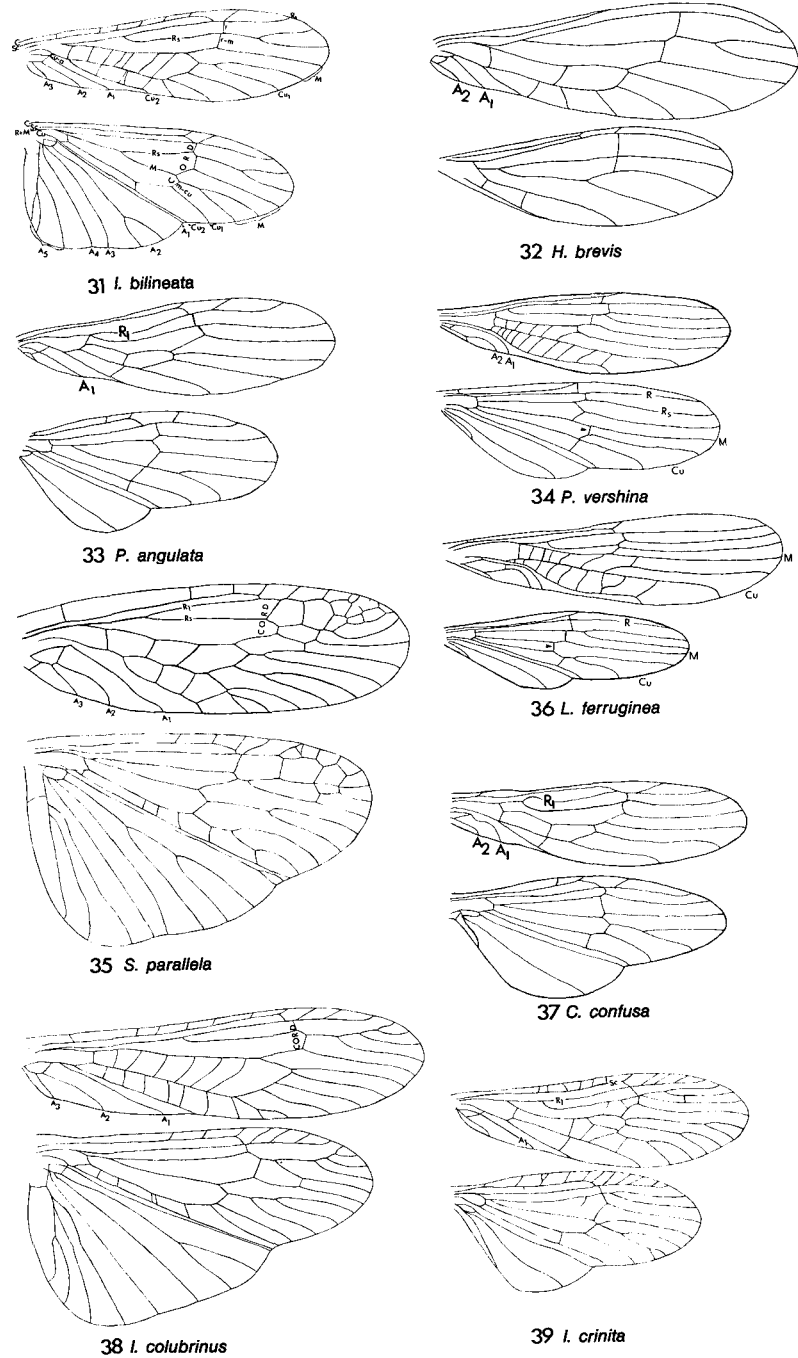 C
Sc
Rs
r
r-m
R₄
M
Cu₁
Cu₂
A₁
A₂
A₃
C
Sc
R+M
Cu
Rs
M
CORD
m-cu
M
Cu₁
Cu₂
A₁
A₂
A₃
A₄
A₅
31 I. bilineata
A₂ A₁
32 H. brevis
R₁
A₁
33 P. angulata
A₂ A₁
R
Rs
M
Cu
34 P. vershina
R₁
Rs
CORD
A₃ A₂ A₁
35 S. parallela
M
Cu
R
M
Cu
36 L. ferruginea
R₁
A₂ A₁
37 C. confusa
CORD
A₃ A₂ A₁
38 I. colubrinus
Sc
R₁
A₁
39 I. crinita